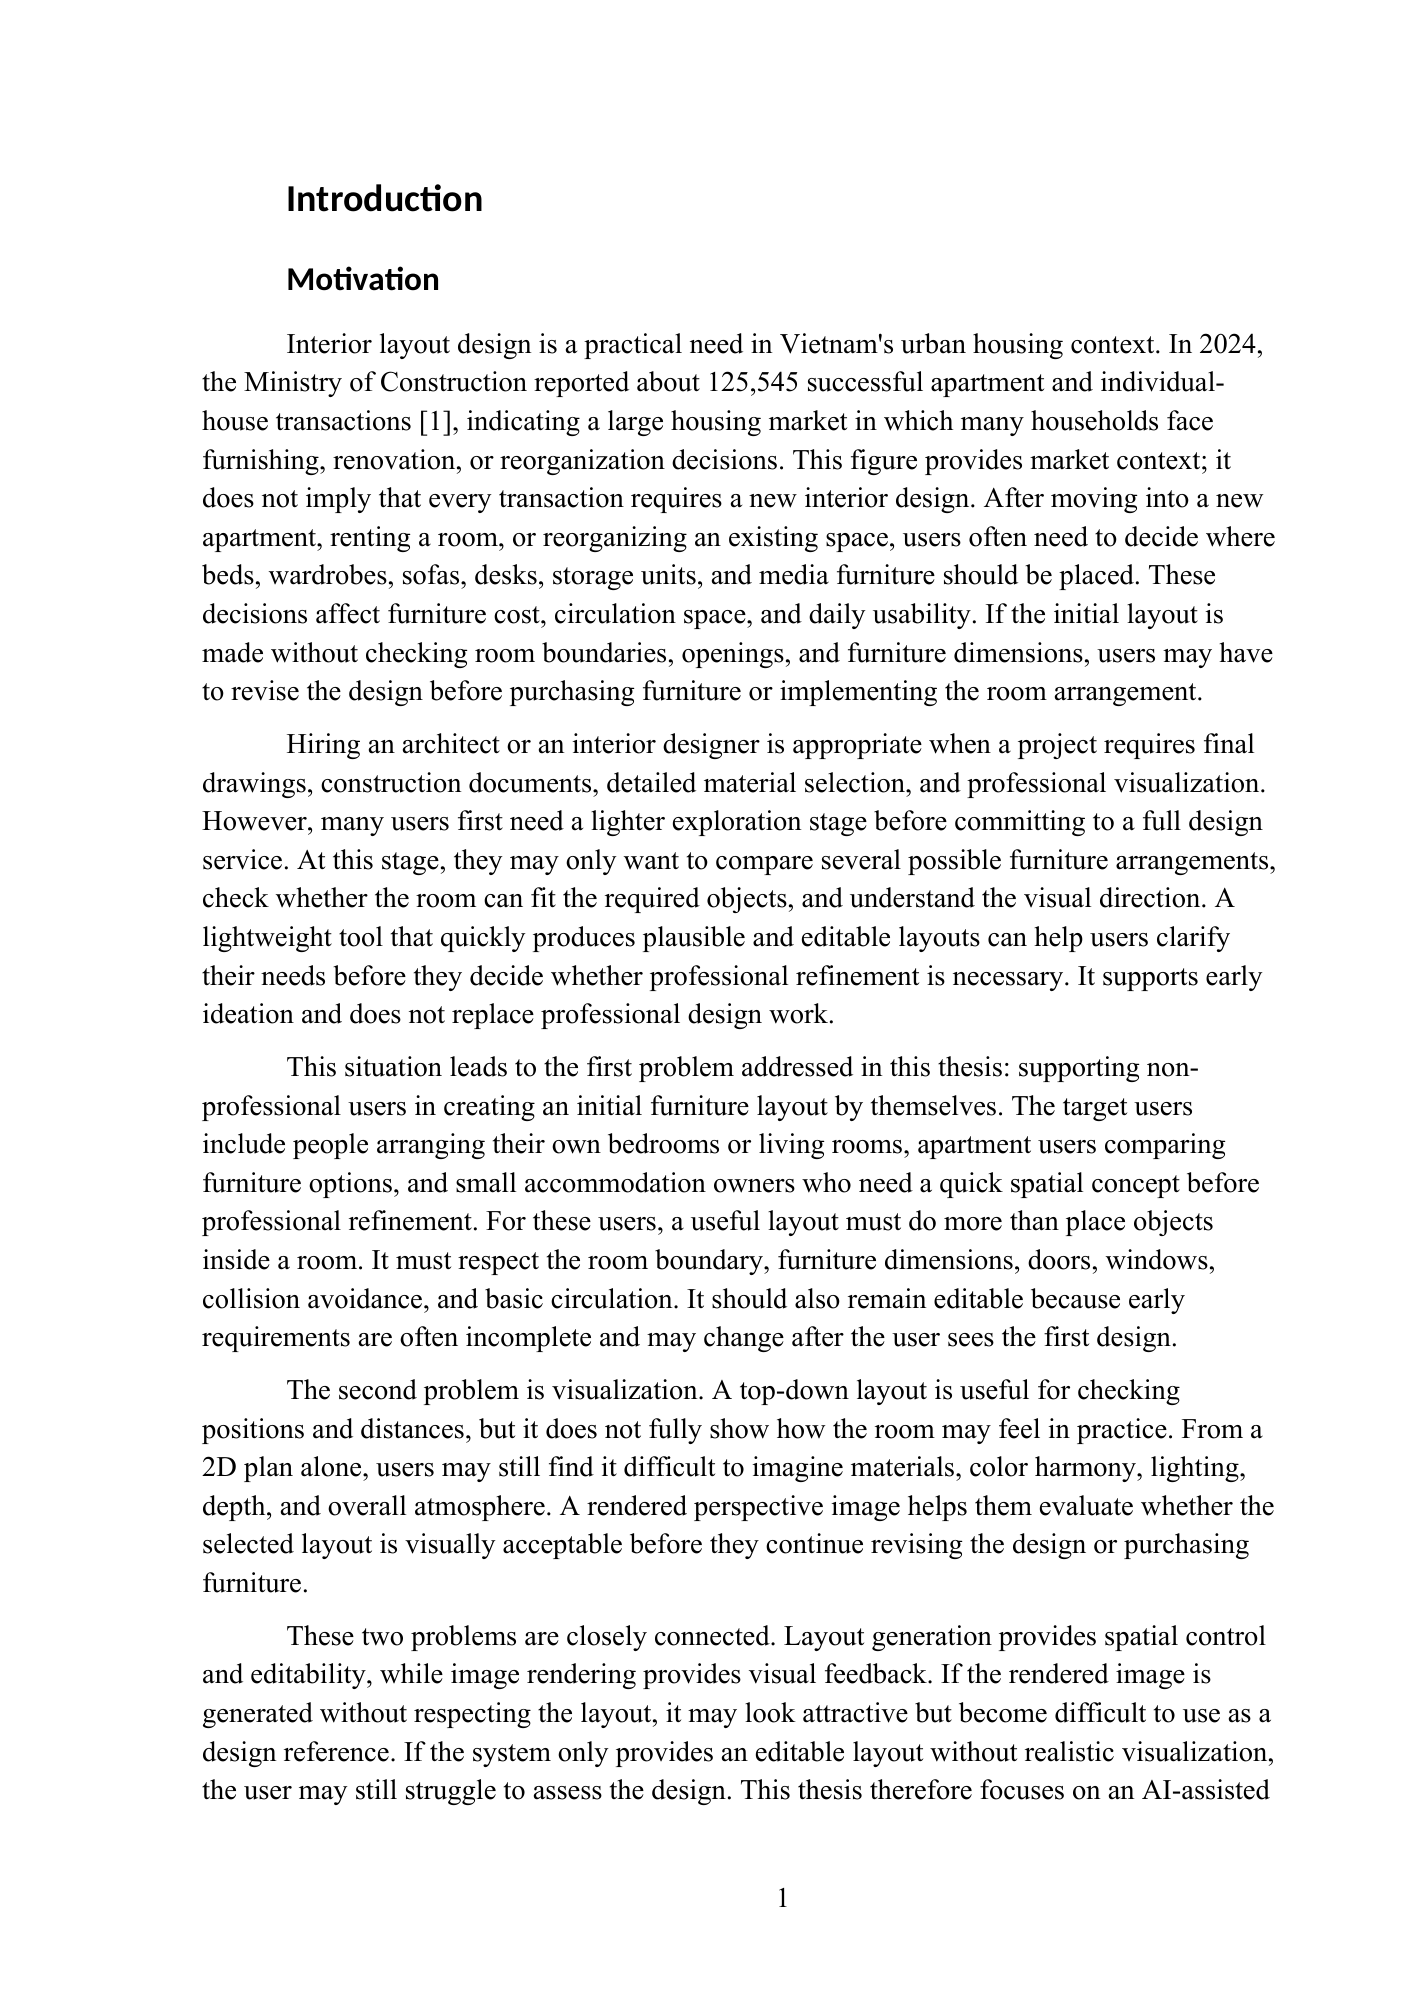 Introduction
Motivation
Interior layout design is a practical need in Vietnam's urban housing context. In 2024,
the Ministry of Construction reported about 125,545 successful apartment and individual-
house transactions [1], indicating a large housing market in which many households face
furnishing, renovation, or reorganization decisions. This figure provides market context; it
does not imply that every transaction requires a new interior design. After moving into a new
apartment, renting a room, or reorganizing an existing space, users often need to decide where
beds, wardrobes, sofas, desks, storage units, and media furniture should be placed. These
decisions affect furniture cost, circulation space, and daily usability. If the initial layout is
made without checking room boundaries, openings, and furniture dimensions, users may have
to revise the design before purchasing furniture or implementing the room arrangement.
Hiring an architect or an interior designer is appropriate when a project requires final
drawings, construction documents, detailed material selection, and professional visualization.
However, many users first need a lighter exploration stage before committing to a full design
service. At this stage, they may only want to compare several possible furniture arrangements,
check whether the room can fit the required objects, and understand the visual direction. A
lightweight tool that quickly produces plausible and editable layouts can help users clarify
their needs before they decide whether professional refinement is necessary. It supports early
ideation and does not replace professional design work.
This situation leads to the first problem addressed in this thesis: supporting non-
professional users in creating an initial furniture layout by themselves. The target users
include people arranging their own bedrooms or living rooms, apartment users comparing
furniture options, and small accommodation owners who need a quick spatial concept before
professional refinement. For these users, a useful layout must do more than place objects
inside a room. It must respect the room boundary, furniture dimensions, doors, windows,
collision avoidance, and basic circulation. It should also remain editable because early
requirements are often incomplete and may change after the user sees the first design.
The second problem is visualization. A top-down layout is useful for checking
positions and distances, but it does not fully show how the room may feel in practice. From a
2D plan alone, users may still find it difficult to imagine materials, color harmony, lighting,
depth, and overall atmosphere. A rendered perspective image helps them evaluate whether the
selected layout is visually acceptable before they continue revising the design or purchasing
furniture.
These two problems are closely connected. Layout generation provides spatial control
and editability, while image rendering provides visual feedback. If the rendered image is
generated without respecting the layout, it may look attractive but become difficult to use as a
design reference. If the system only provides an editable layout without realistic visualization,
the user may still struggle to assess the design. This thesis therefore focuses on an AI-assisted
1